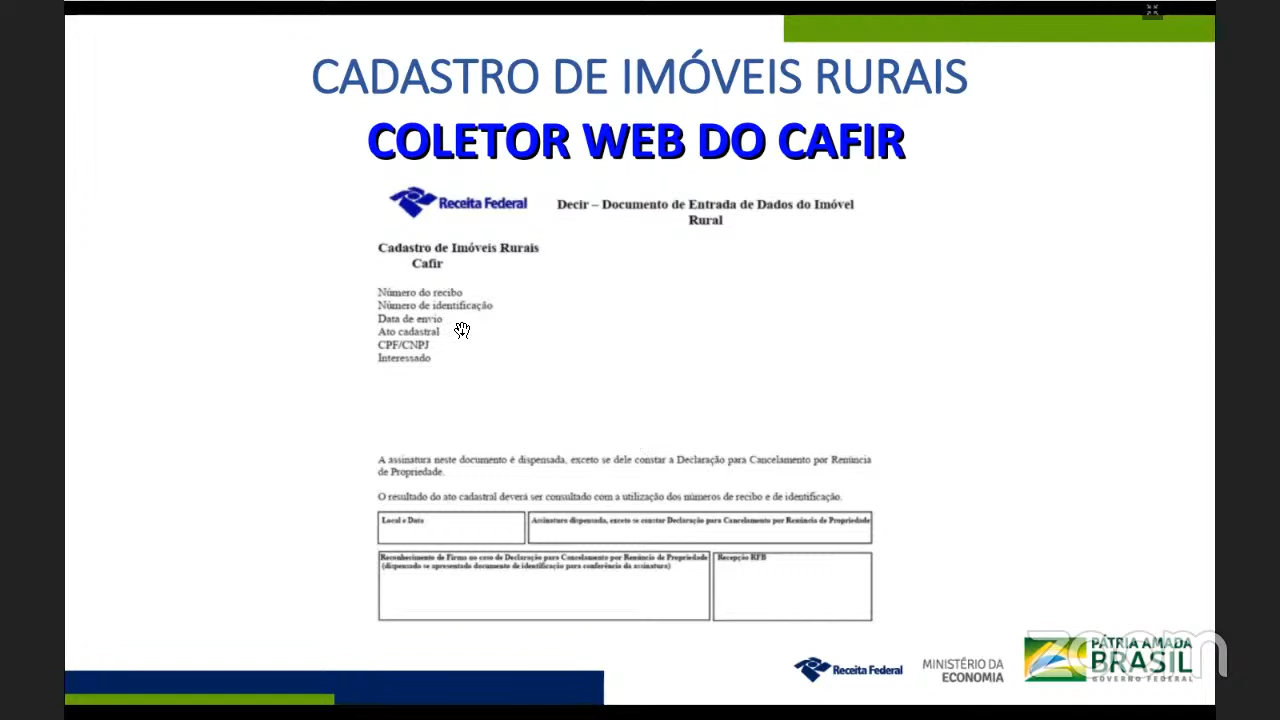 CADASTRO DE IMÓVEIS RURAIS
COLETOR WEB DO CAFIR
Receita Federal
Decir – Documento de Entrada de Dados do Imóvel
Rural
Cadastro de Imóveis Rurais
Cafir
Número do recibo
Número de identificação
Data de envio
Ato cadastral
CPF/CNPJ
Interessado
A assinatura neste documento é dispensada, exceto se dele constar a Declaração para Cancelamento por Renúncia
de Propriedade.
O resultado do ato cadastral deverá ser consultado com a utilização dos números de recibo e de identificação.
Local e Data
Assinatura dispensada, exceto se constar Declaração para Cancelamento por Renúncia de Propriedade
Reconhecimento de Firma no caso de Declaração para Cancelamento por Renúncia de Propriedade
(dispensado se apresentado documento de identificação para conferência da assinatura)
Recepção RFB
Receita Federal
MINISTÉRIO DA
ECONOMIA
PÁTRIA AMADA
BRASIL
GOVERNO FEDERAL
zoom